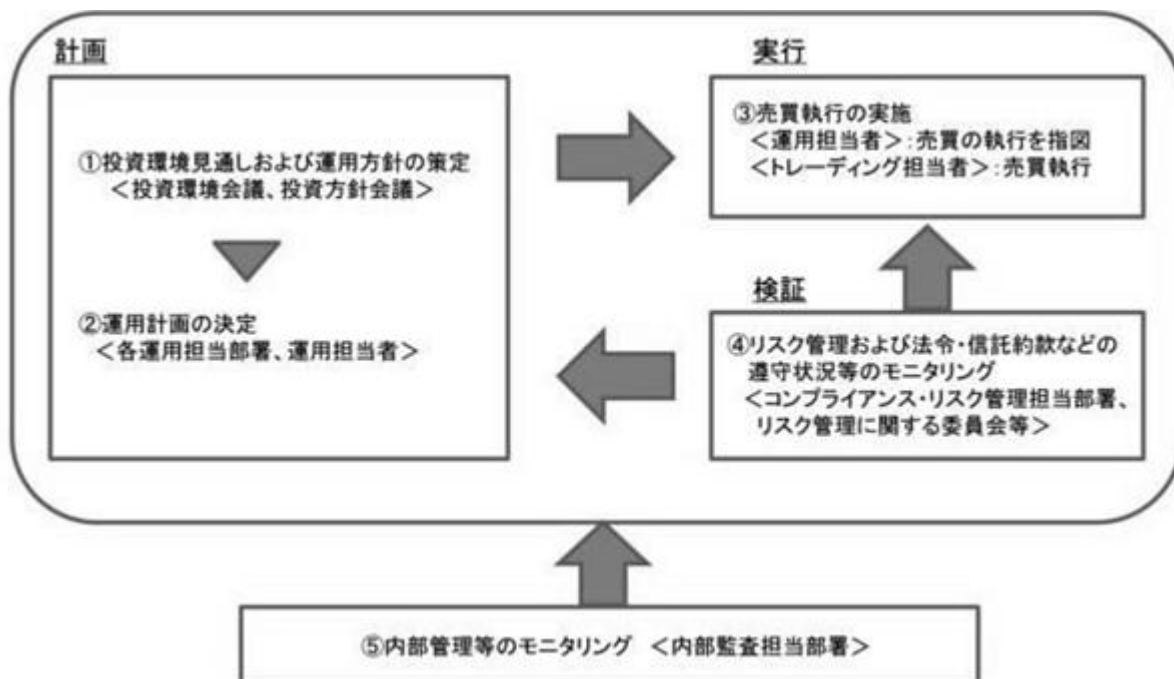 計画
①投資環境見通しおよび運用方針の策定
＜投資環境会議、投資方針会議＞
②運用計画の決定
＜各運用担当部署、運用担当者＞
実行
③売買執行の実施
＜運用担当者＞：売買の執行を指図
＜トレーディング担当者＞：売買執行
検証
④リスク管理および法令・信託約款などの
遵守状況等のモニタリング
＜コンプライアンス・リスク管理担当部署、
リスク管理に関する委員会等＞
⑤内部管理等のモニタリング　＜内部監査担当部署＞